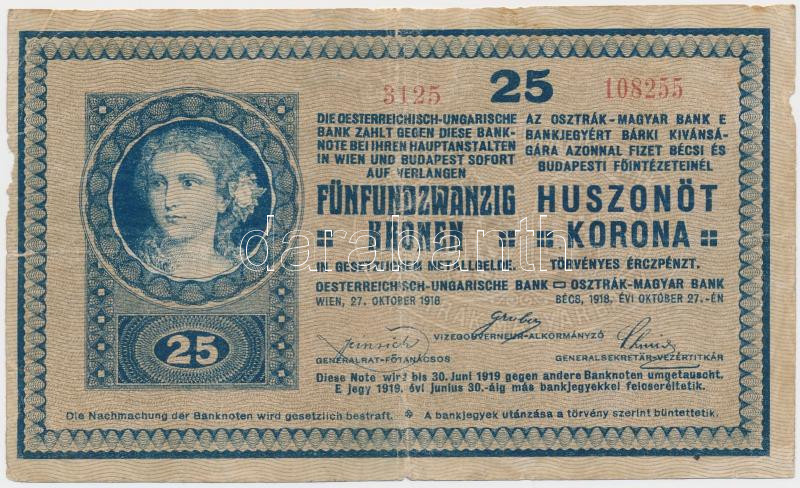 3125 25 108255
DIE OESTERREICHISCH-UNGARISCHE
BANK ZAHLT GEGEN DIESE BANK-
NOTE BEI IHREN HAUPTANSTALTEN
IN WIEN UND BUDAPEST SOFORT
AUF VERLANGEN
FÜNFUNDZWANZIG
KRONEN
IN GESETZLICHEM METALLGELDE.
OESTERREICHISCH-UNGARISCHE BANK
WIEN, 27. OKTOBER 1918
AZ OSZTRÁK-MAGYAR BANK E
BANKJEGYÉRT BÁRKI KIVÁNSÁ-
GÁRA AZONNAL FIZET BÉCSI ÉS
BUDAPESTI FŐINTÉZETEINÉL
HUSZONÖT
KORONA
TÖRVÉNYES ÉRCZPÉNZT.
OSZTRÁK-MAGYAR BANK
BÉCS, 1918. ÉVI OKTOBER 27.-ÉN
darabanth
25
VIZEGOUVERNEUR-ALKORMÁNYZÓ
GENERALRAT-FŐTANÁCSOS
GENERALSEKRETÄR-VEZÉRTITKÁR
Diese Note wird bis 30. Juni 1919 gegen andere Banknoten umgetauscht.
E jegy 1919. évi junius 30.-áig más bankjegyekkel felcseréltetik.
Die Nachmachung der Banknoten wird gesetzlich bestraft. A bankjegyek utánzása a törvény szerint büntettetik.